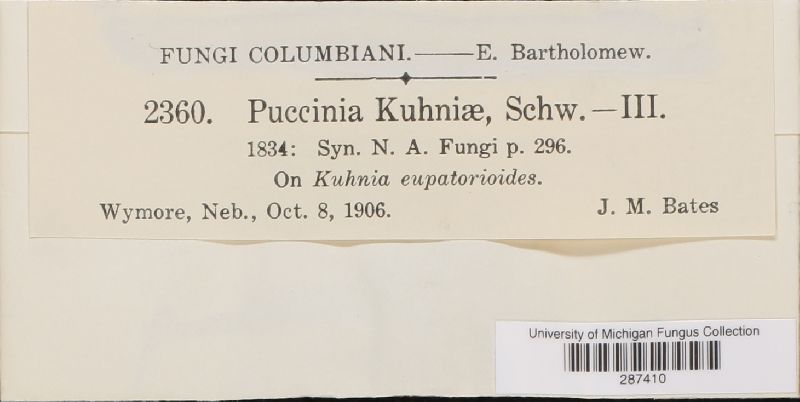 FUNGI COLUMBIANI.——E. Bartholomew.
2360. Puccinia Kuhniæ, Schw.—III.
1834: Syn. N. A. Fungi p. 296.
On Kuhnia eupatorioides.
Wymore, Neb., Oct. 8, 1906. J. M. Bates
University of Michigan Fungus Collection
287410